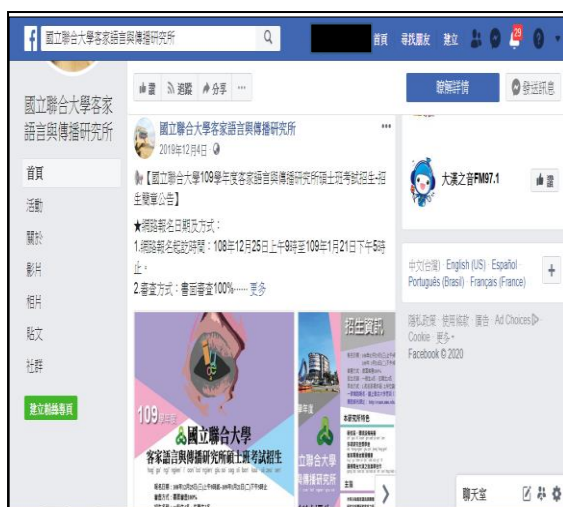 國立聯合大學客家語言與傳播研究所
首頁
尋找朋友
建立
29
國立聯合大學客家
語言與傳播研究所
首頁
活動
關於
影片
相片
貼文
社群
建立粉絲專頁
讚
追蹤
分享
瞭解詳情
發送訊息
國立聯合大學客家語言與傳播研究所
2019年12月4日
【國立聯合大學109學年度客家語言與傳播研究所碩士班考試招生-招
生簡章公告】
★網路報名日期及方式：
1.網路報名起訖時間：108年12月25日上午9時至109年1月21日下午5時
止。
2.審查方式：書面審查100%...... 更多
109學年度
國立聯合大學
客家語言與傳播研究所碩士班考試招生
招生資訊
本研究所特色
大漢之音FM97.1
讚
中文(台灣) · English (US) · Español ·
Português (Brasil) · Français (France)
隱私政策 · 使用條款 · 廣告 · Ad Choices
Cookie · 更多
Facebook © 2020
聊天室